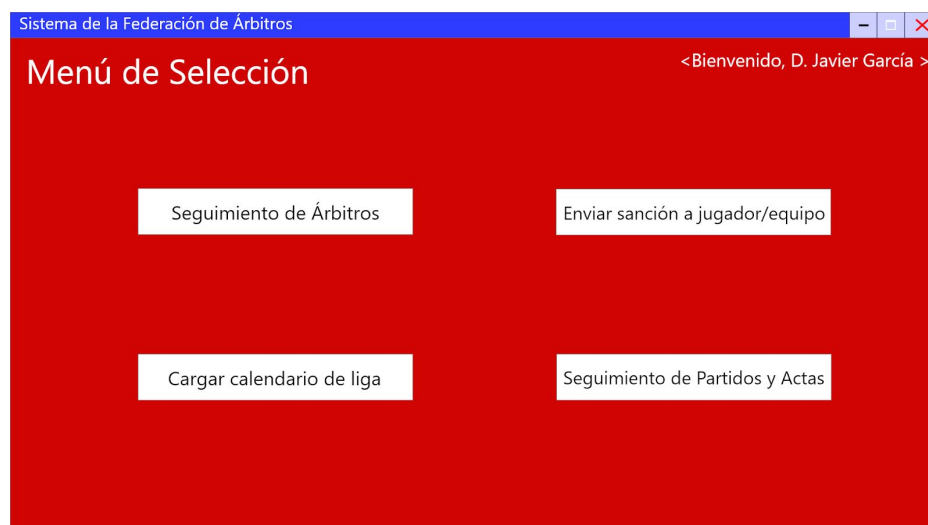 Sistema de la Federación de Árbitros
Menú de Selección
<Bienvenido, D. Javier García >
Seguimiento de Árbitros
Enviar sanción a jugador/equipo
Cargar calendario de liga
Seguimiento de Partidos y Actas